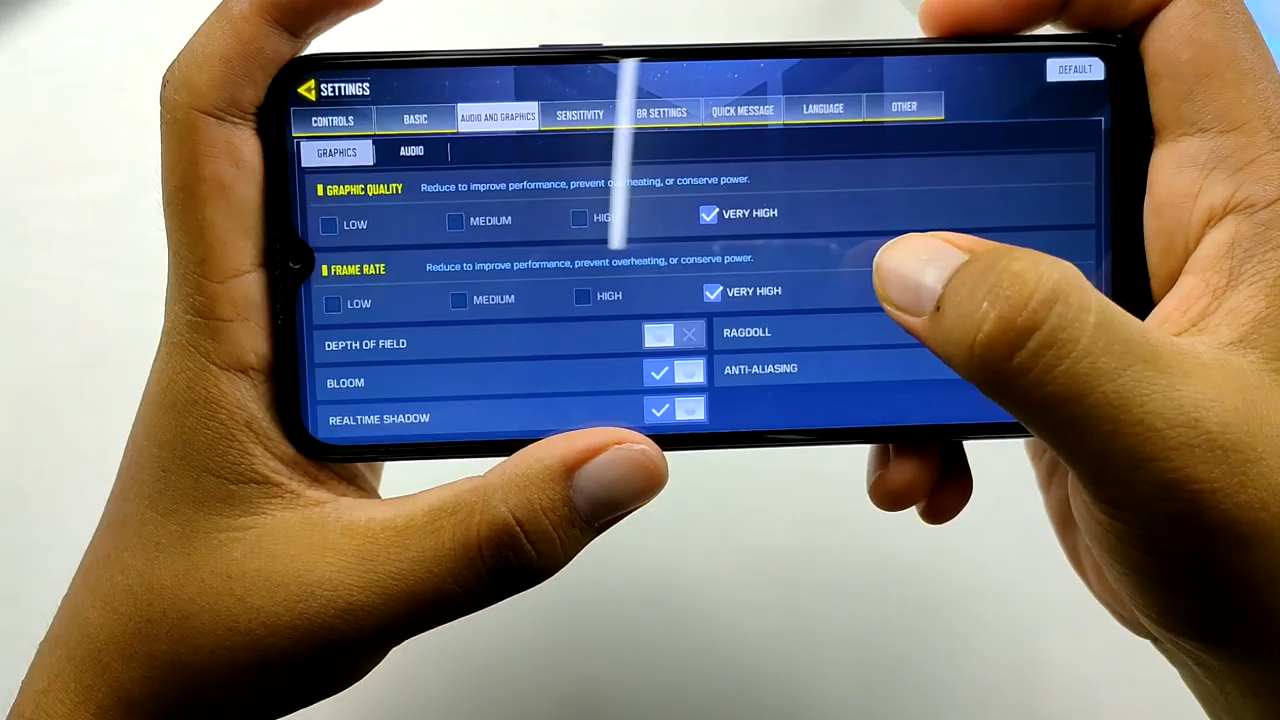 SETTINGS
DEFAULT
CONTROLS BASIC AUDIO AND GRAPHICS SENSITIVITY BR SETTINGS QUICK MESSAGE LANGUAGE OTHER
GRAPHICS AUDIO
GRAPHIC QUALITY Reduce to improve performance, prevent overheating, or conserve power.
LOW MEDIUM HIGH VERY HIGH
FRAME RATE Reduce to improve performance, prevent overheating, or conserve power.
LOW MEDIUM HIGH VERY HIGH
DEPTH OF FIELD RAGDOLL
BLOOM ANTI-ALIASING
REALTIME SHADOW